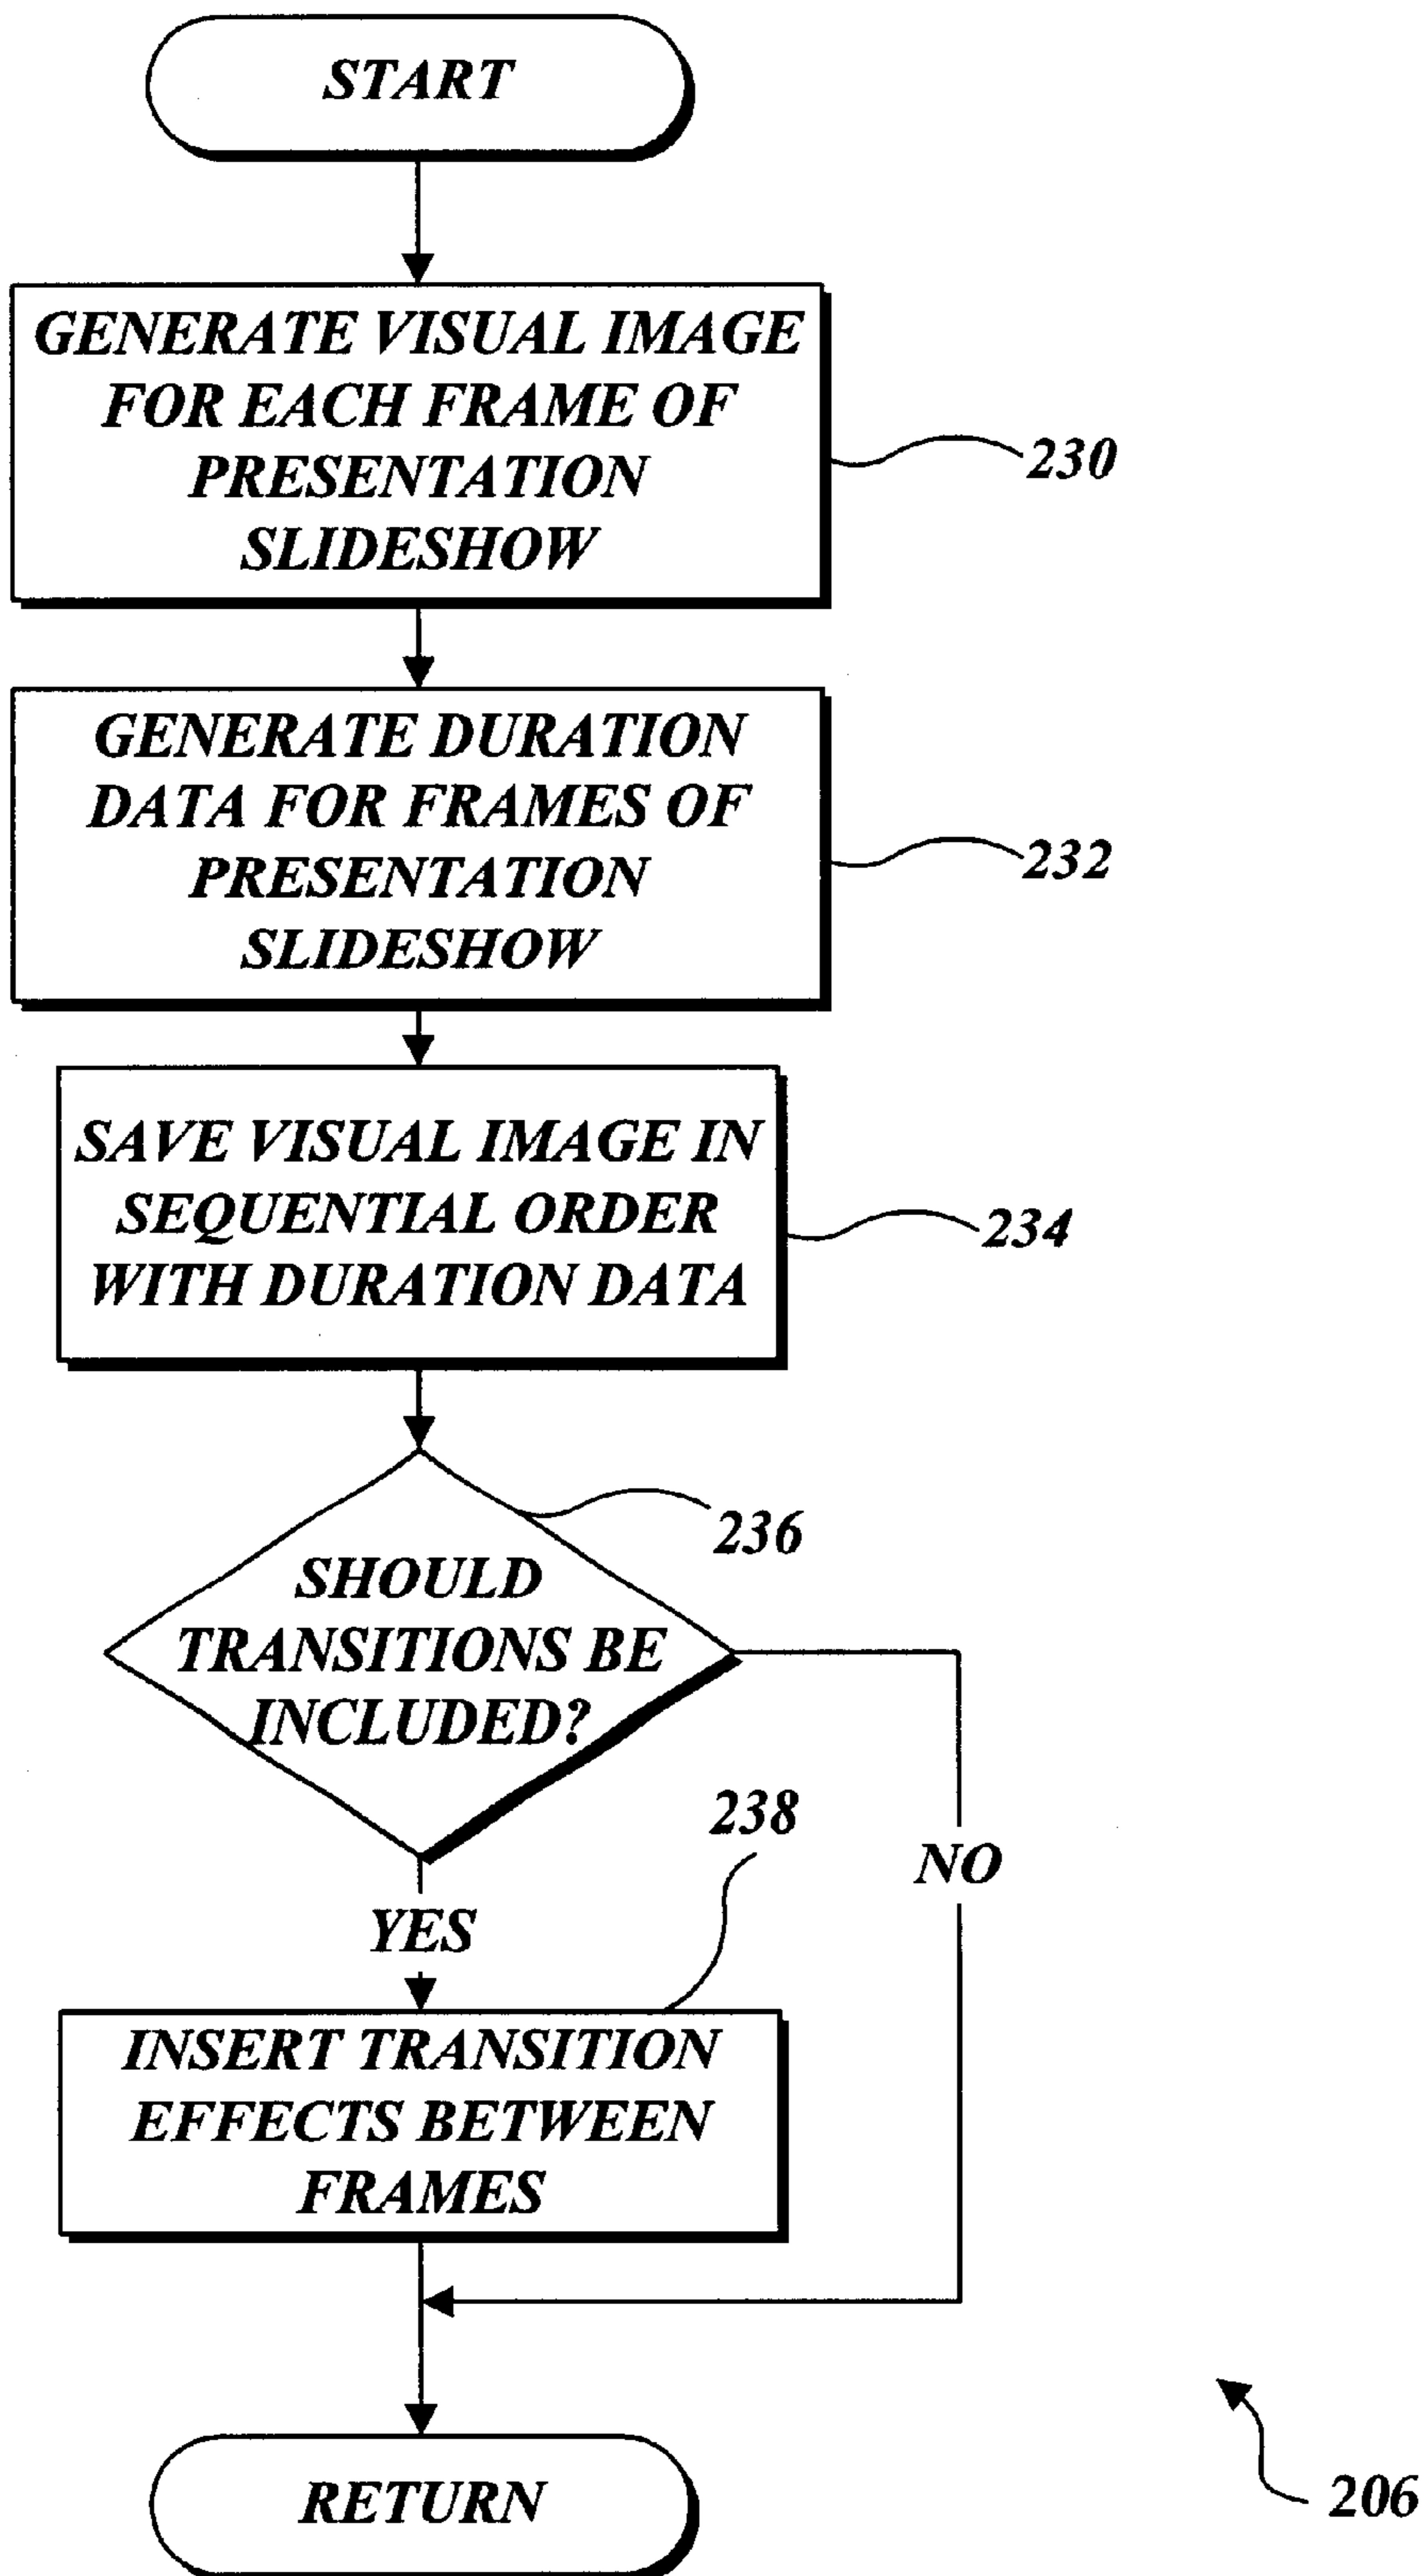 START
GENERATE VISUAL IMAGE
FOR EACH FRAME OF
PRESENTATION
SLIDESHOW
230
GENERATE DURATION
DATA FOR FRAMES OF
PRESENTATION
SLIDESHOW
232
SAVE VISUAL IMAGE IN
SEQUENTIAL ORDER
WITH DURATION DATA
234
236
SHOULD
TRANSITIONS BE
INCLUDED?
238
NO
YES
INSERT TRANSITION
EFFECTS BETWEEN
FRAMES
RETURN
206